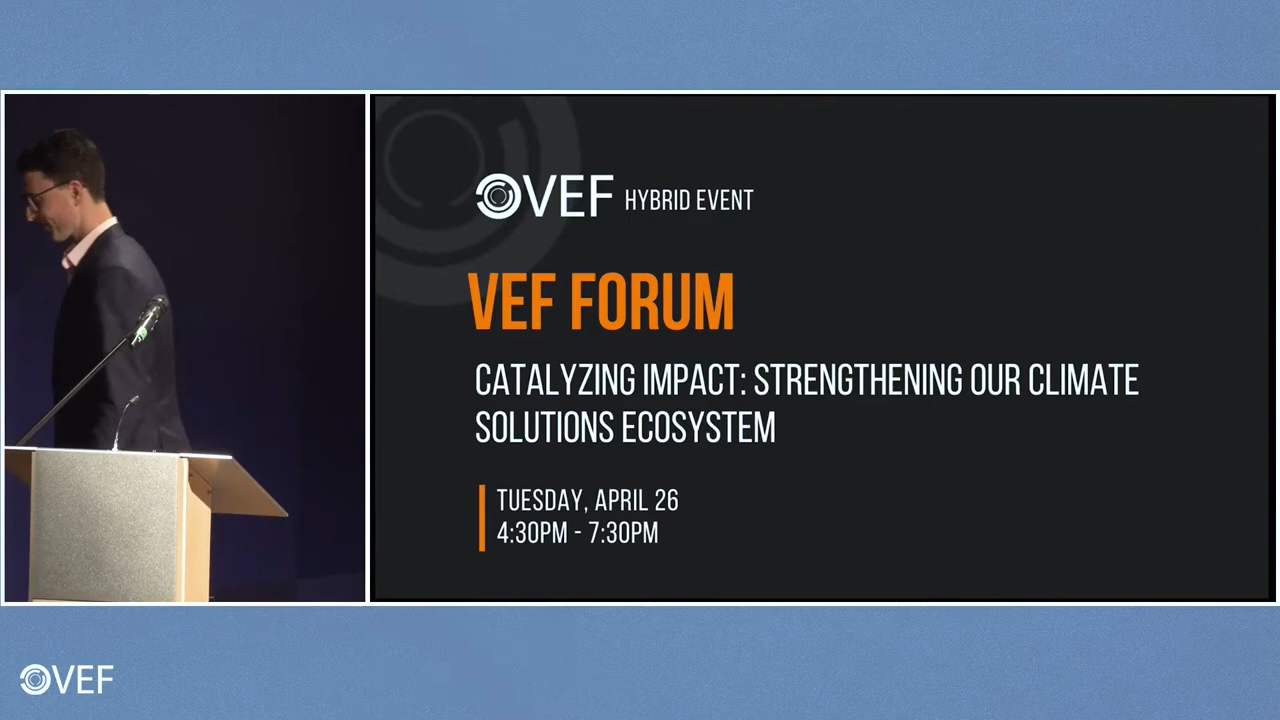 VEF HYBRID EVENT
VEF FORUM
CATALYZING IMPACT: STRENGTHENING OUR CLIMATE
SOLUTIONS ECOSYSTEM
TUESDAY, APRIL 26
4:30PM - 7:30PM
VEF